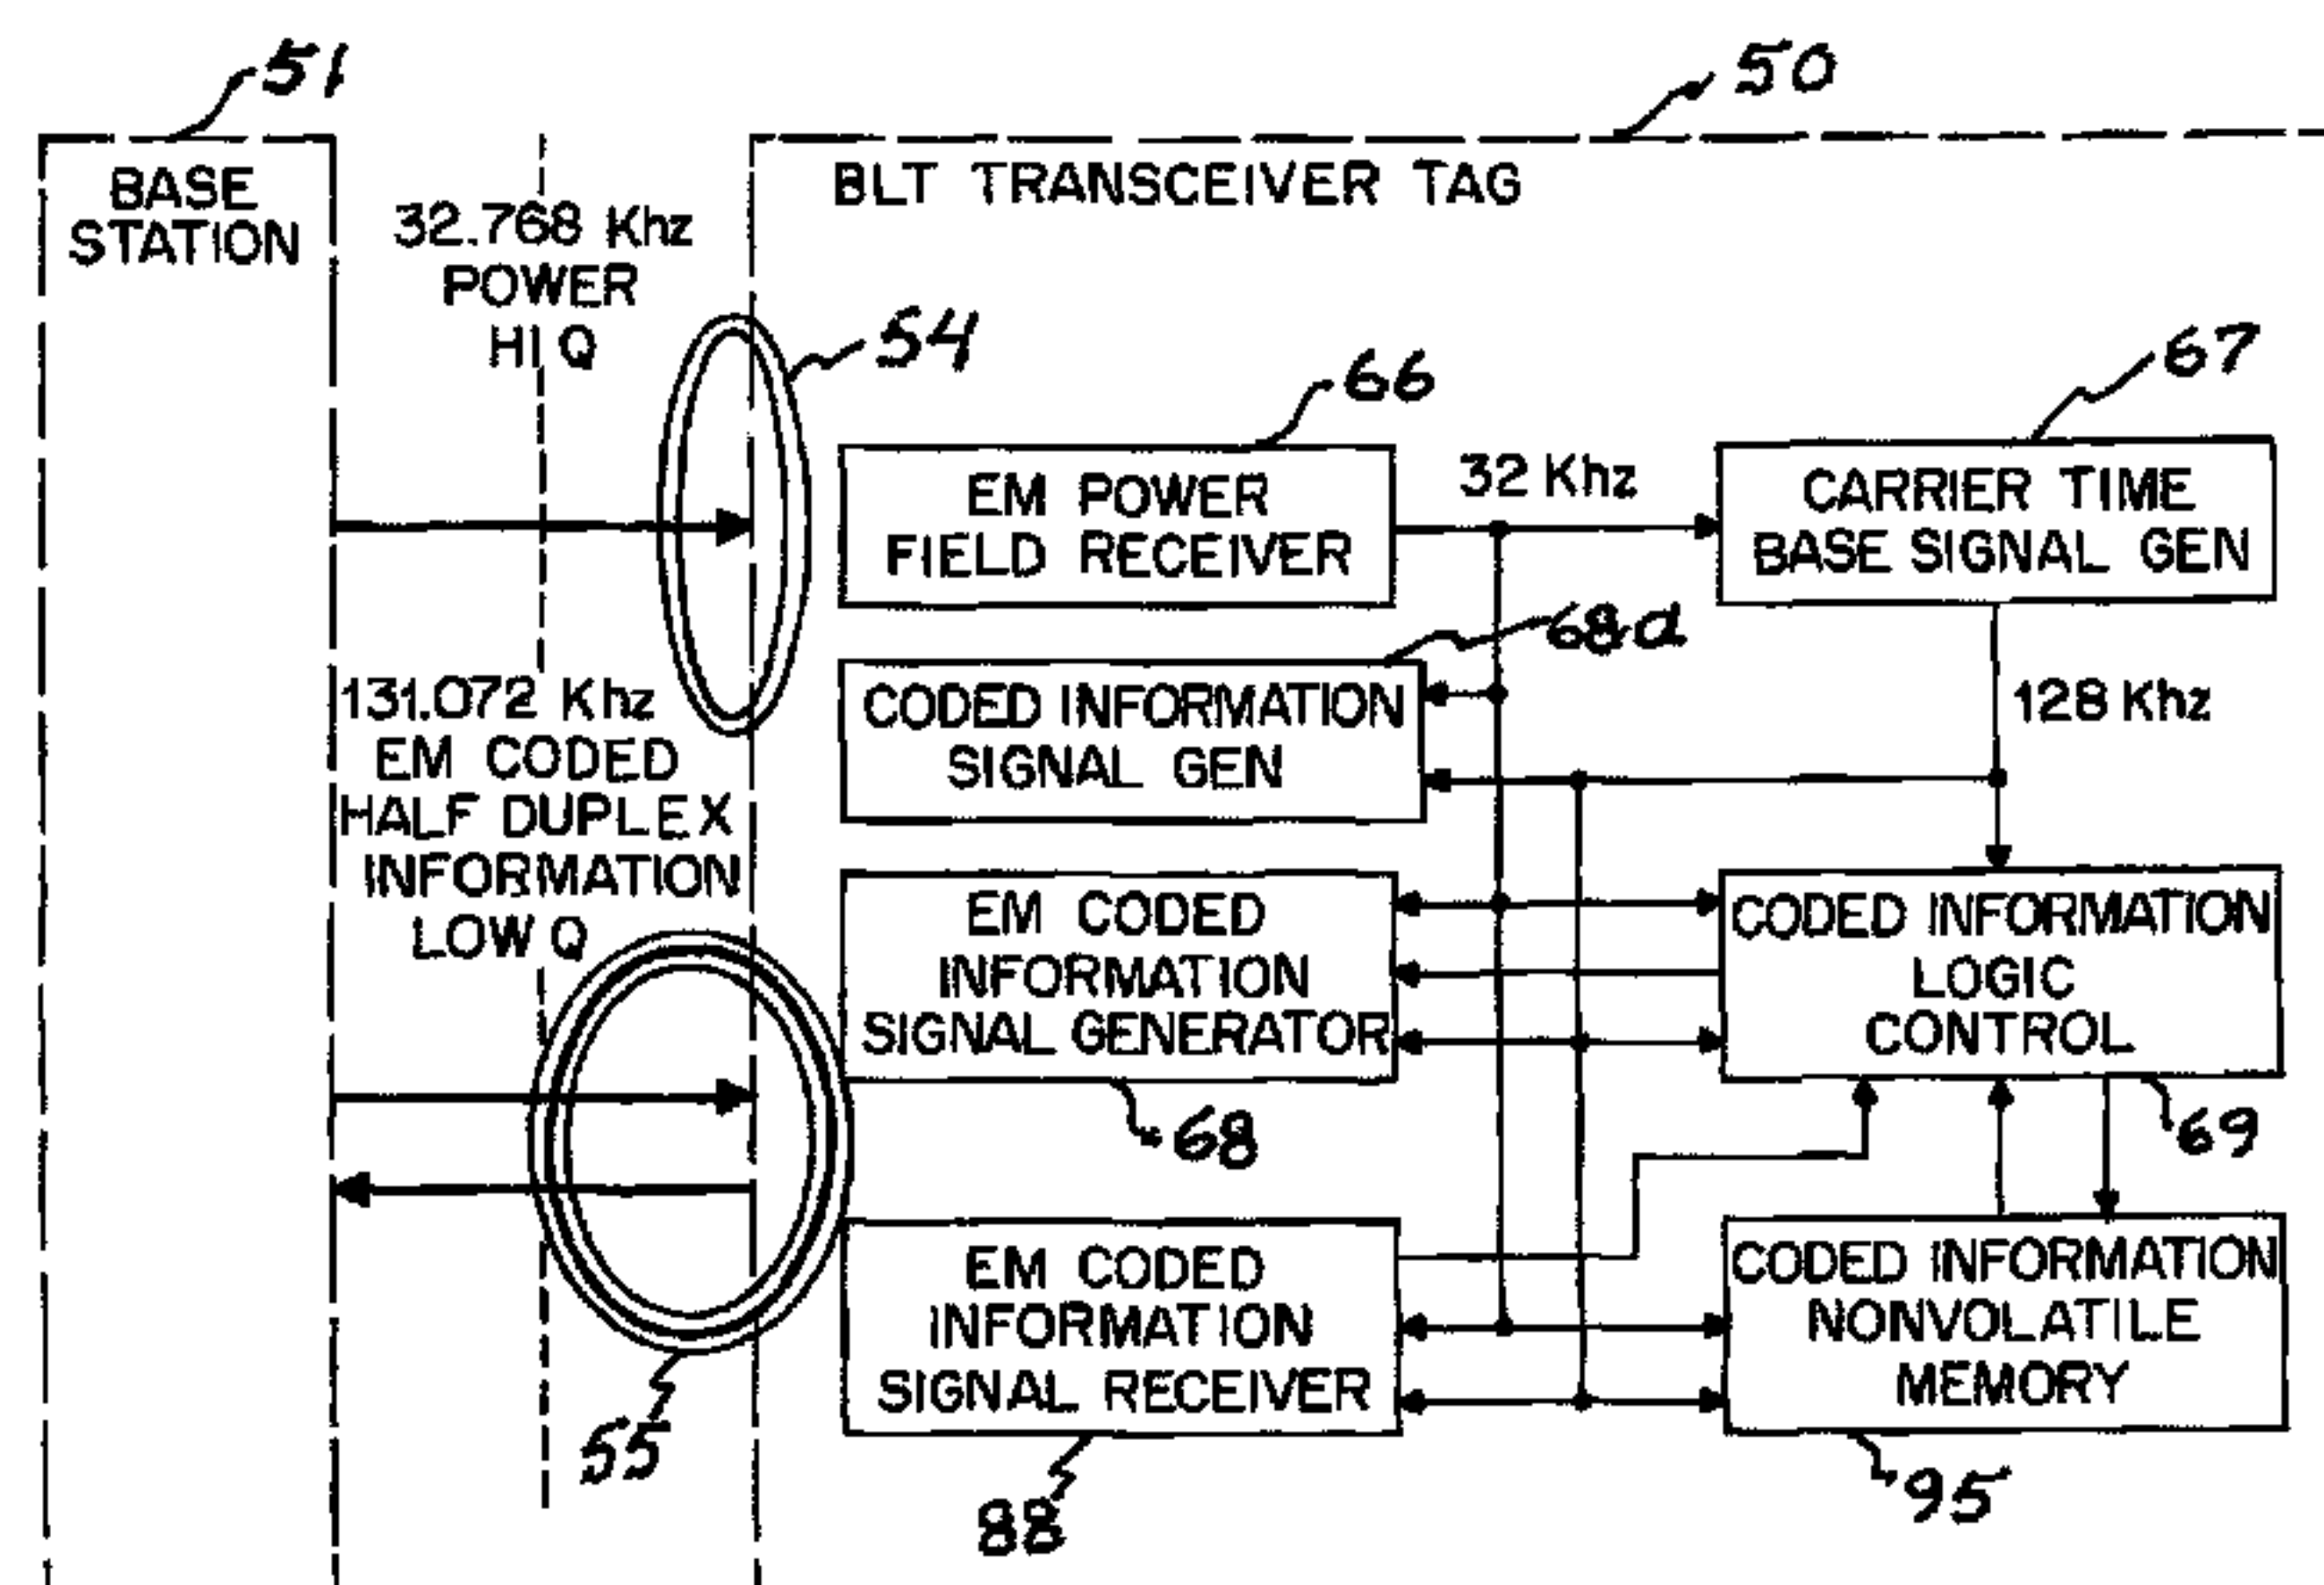 51
50
BASE
STATION
32.768 Khz
POWER
HI Q
BLT TRANSCEIVER TAG
54
66
67
EM POWER
FIELD RECEIVER
32 Khz
CARRIER TIME
BASE SIGNAL GEN
68a
131.072 Khz
EM CODED
HALF DUPLEX
INFORMATION
LOW Q
CODED INFORMATION
SIGNAL GEN
128 Khz
EM CODED
INFORMATION
SIGNAL GENERATOR
CODED INFORMATION
LOGIC
CONTROL
68
69
EM CODED
INFORMATION
SIGNAL RECEIVER
CODED INFORMATION
NONVOLATILE
MEMORY
55
88
95